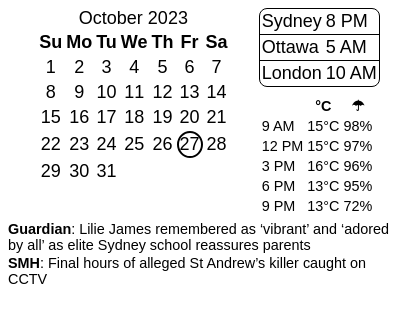 October 2023
Su Mo Tu We Th Fr Sa
1 2 3 4 5 6 7
8 9 10 11 12 13 14
15 16 17 18 19 20 21
22 23 24 25 26 27 28
29 30 31
Sydney 8 PM
Ottawa 5 AM
London 10 AM
°C ☂
9 AM 15°C 98%
12 PM 15°C 97%
3 PM 16°C 96%
6 PM 13°C 95%
9 PM 13°C 72%
Guardian: Lilie James remembered as ‘vibrant’ and ‘adored
by all’ as elite Sydney school reassures parents
SMH: Final hours of alleged St Andrew’s killer caught on
CCTV